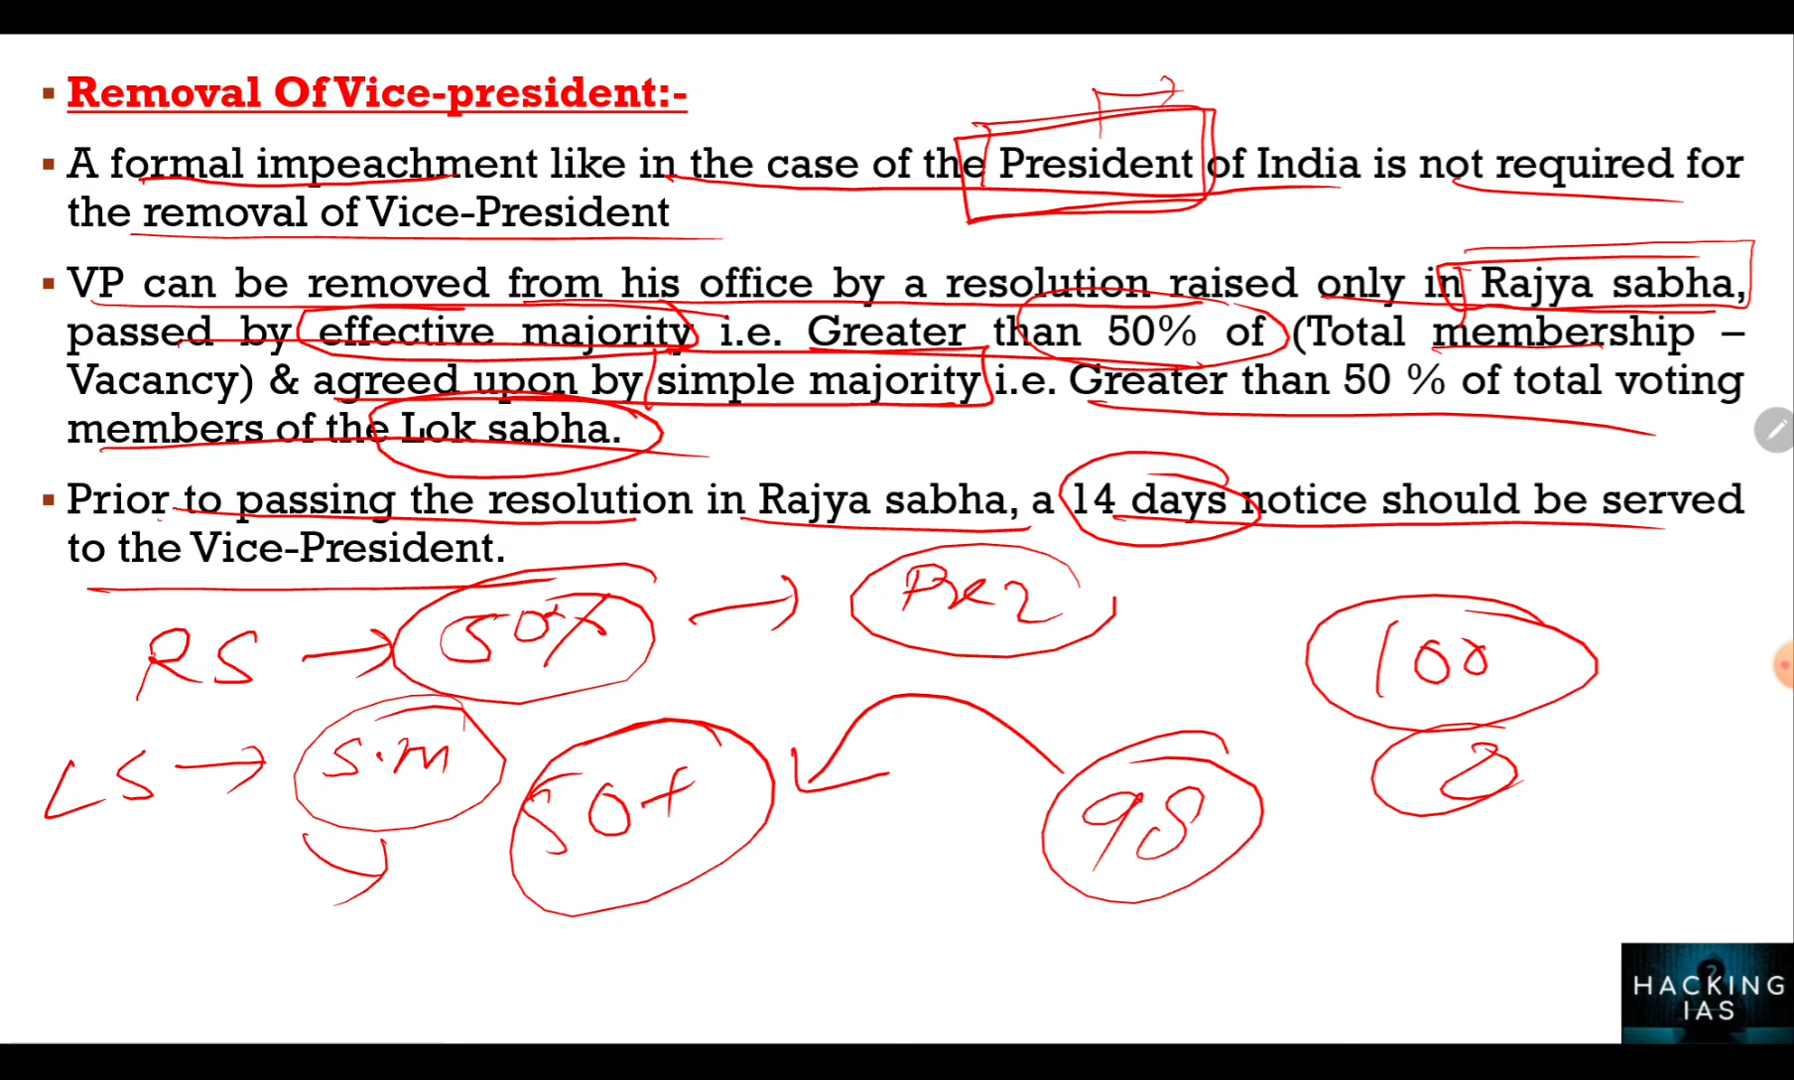 Removal Of Vice-president:-
A formal impeachment like in the case of the President of India is not required for
the removal of Vice-President
VP can be removed from his office by a resolution raised only in Rajya sabha,
passed by effective majority i.e. Greater than 50% of (Total membership –
Vacancy) & agreed upon by simple majority i.e. Greater than 50 % of total voting
members of the Lok sabha.
Prior to passing the resolution in Rajya sabha, a 14 days notice should be served
to the Vice-President.
RS → 50%
100
LS → S.M
50+
98
HACKING
IAS